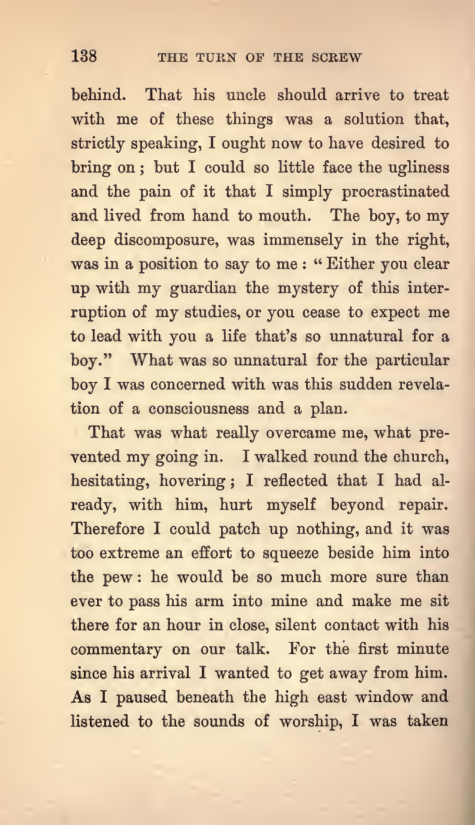 138 THE TURN OF THE SCREW
behind. That his uncle should arrive to treat
with me of these things was a solution that,
strictly speaking, I ought now to have desired to
bring on; but I could so little face the ugliness
and the pain of it that I simply procrastinated
and lived from hand to mouth. The boy, to my
deep discomposure, was immensely in the right,
was in a position to say to me: "Either you clear
up with my guardian the mystery of this inter-
ruption of my studies, or you cease to expect me
to lead with you a life that's so unnatural for a
boy." What was so unnatural for the particular
boy I was concerned with was this sudden revela-
tion of a consciousness and a plan.
That was what really overcame me, what pre-
vented my going in. I walked round the church,
hesitating, hovering; I reflected that I had al-
ready, with him, hurt myself beyond repair.
Therefore I could patch up nothing, and it was
too extreme an effort to squeeze beside him into
the pew: he would be so much more sure than
ever to pass his arm into mine and make me sit
there for an hour in close, silent contact with his
commentary on our talk. For the first minute
since his arrival I wanted to get away from him.
As I paused beneath the high east window and
listened to the sounds of worship, I was taken